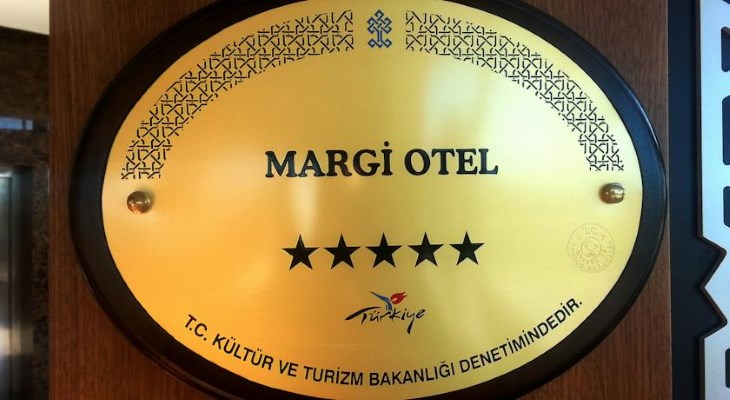 MARGİ OTEL
Türkiye
T.C. KÜLTÜR VE TURİZM BAKANLIĞI DENETİMİNDEDİR.